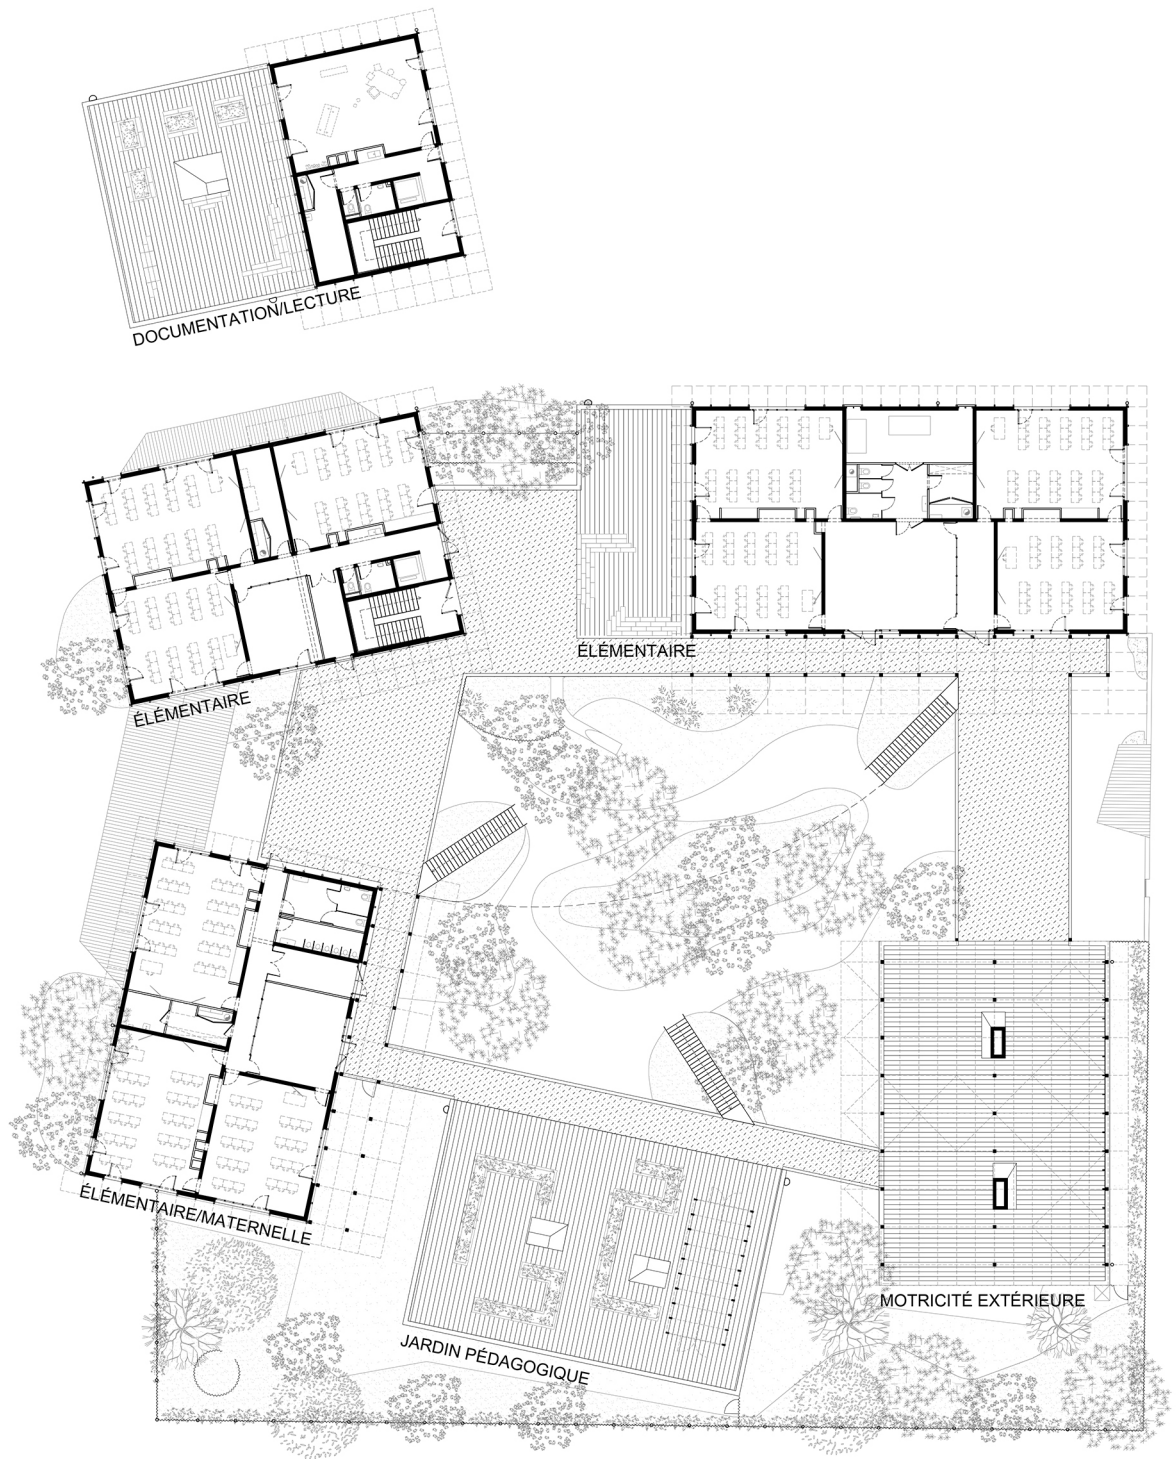 DOCUMENTATION/LECTURE
ÉLÉMENTAIRE
ÉLÉMENTAIRE
ÉLÉMENTAIRE/MATERNELLE
MOTRICITÉ EXTÉRIEURE
JARDIN PÉDAGOGIQUE